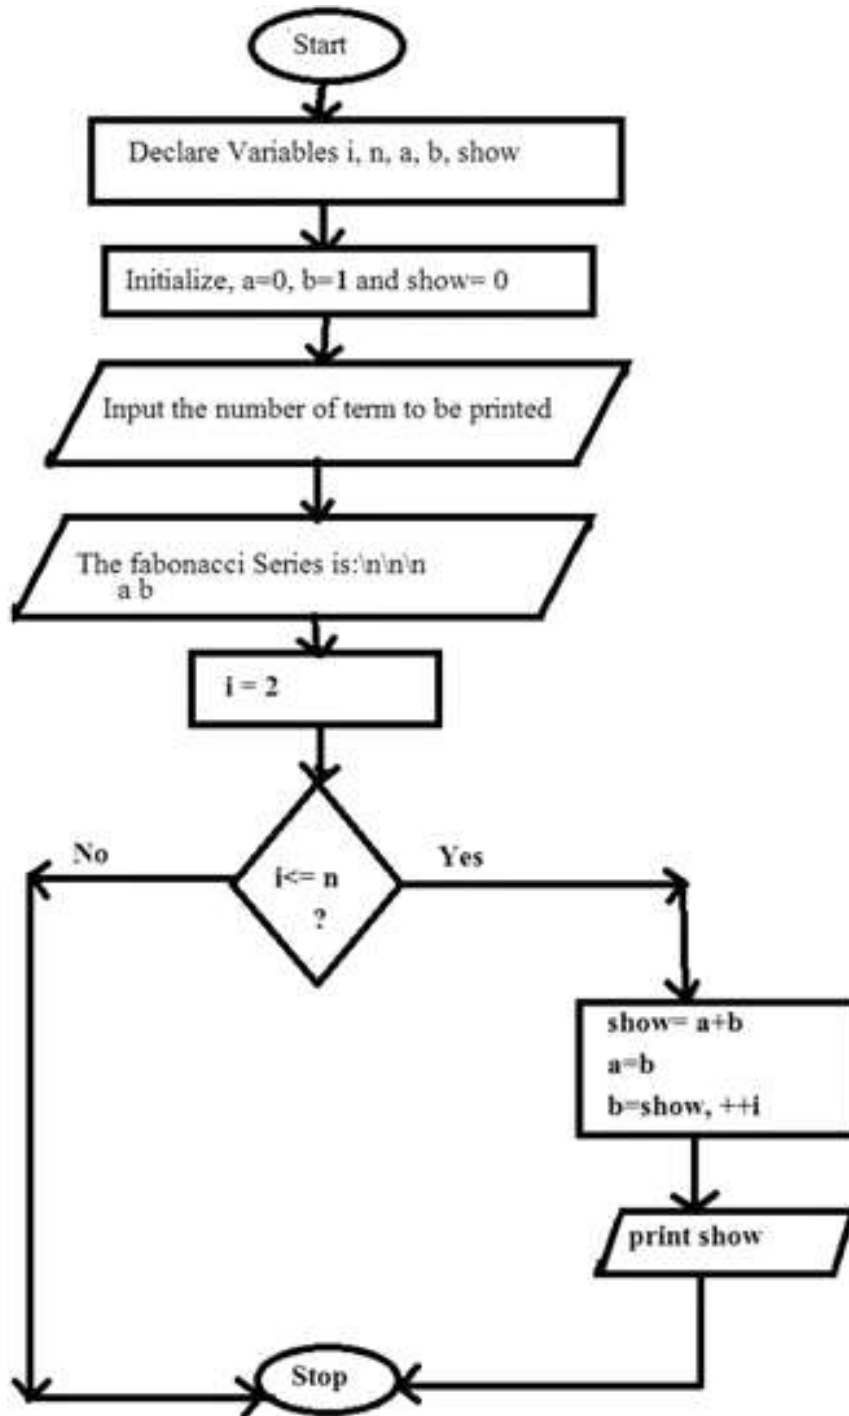 Start
Declare Variables i, n, a, b, show
Initialize, a=0, b=1 and show= 0
Input the number of term to be printed
The fabonacci Series is:\n\n\n
a b
i = 2
No
Yes
i<= n
?
show= a+b
a=b
b=show, ++i
print show
Stop